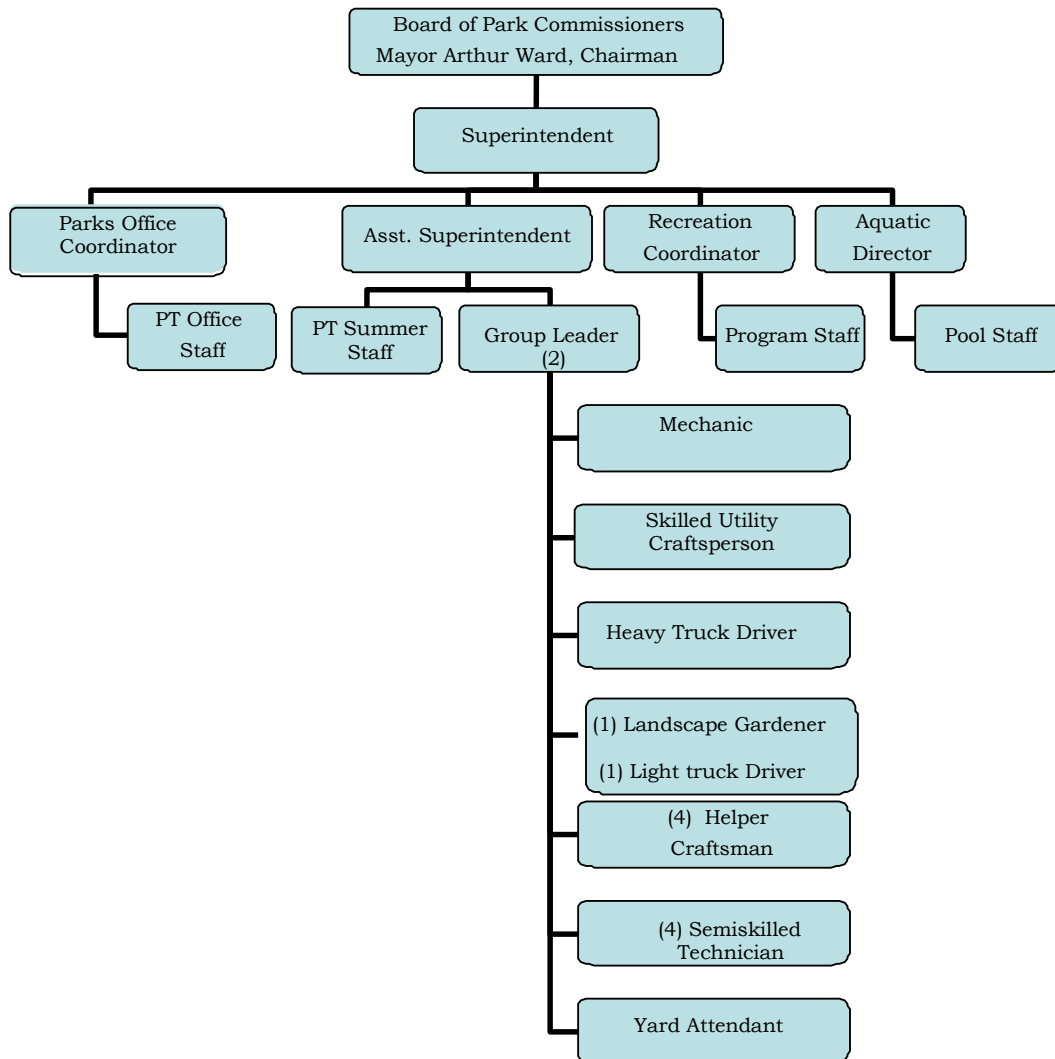 Board of Park Commissioners
Mayor Arthur Ward, Chairman
Superintendent
Parks Office
Coordinator
Asst. Superintendent
Recreation
Coordinator
Aquatic
Director
PT Office
Staff
PT Summer
Staff
Group Leader
(2)
Program Staff
Pool Staff
Mechanic
Skilled Utility
Craftsperson
Heavy Truck Driver
(1) Landscape Gardener
(1) Light truck Driver
(4) Helper
Craftsman
(4) Semiskilled
Technician
Yard Attendant